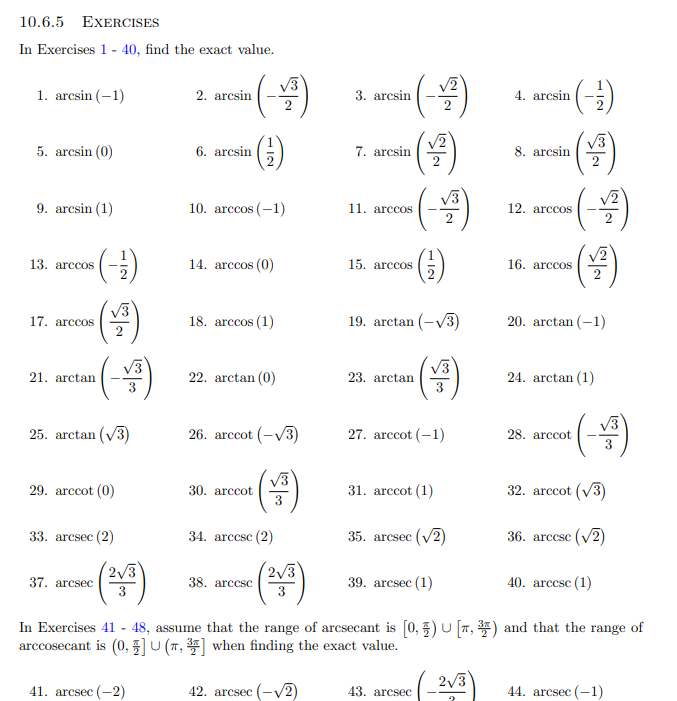 10.6.5 Exercises
In Exercises 1 - 40, find the exact value.
1. arcsin (−1) 2. arcsin (−√3/2) 3. arcsin (−√2/2) 4. arcsin (−1/2)
5. arcsin (0) 6. arcsin (1/2) 7. arcsin (√2/2) 8. arcsin (√3/2)
9. arcsin (1) 10. arccos (−1) 11. arccos (−√3/2) 12. arccos (−√2/2)
13. arccos (−1/2) 14. arccos (0) 15. arccos (1/2) 16. arccos (√2/2)
17. arccos (√3/2) 18. arccos (1) 19. arctan (−√3) 20. arctan (−1)
21. arctan (−√3/3) 22. arctan (0) 23. arctan (√3/3) 24. arctan (1)
25. arctan (√3) 26. arccot (−√3) 27. arccot (−1) 28. arccot (−√3/3)
29. arccot (0) 30. arccot (√3/3) 31. arccot (1) 32. arccot (√3)
33. arcsec (2) 34. arccsc (2) 35. arcsec (√2) 36. arccsc (√2)
37. arcsec (2√3/3) 38. arccsc (2√3/3) 39. arcsec (1) 40. arccsc (1)
In Exercises 41 - 48, assume that the range of arcsecant is [0, π/2) ∪ [π, 3π/2) and that the range of
arccosecant is (0, π/2] ∪ (π, 3π/2] when finding the exact value.
41. arcsec (−2) 42. arcsec (−√2) 43. arcsec (−2√3/ 44. arcsec (−1)